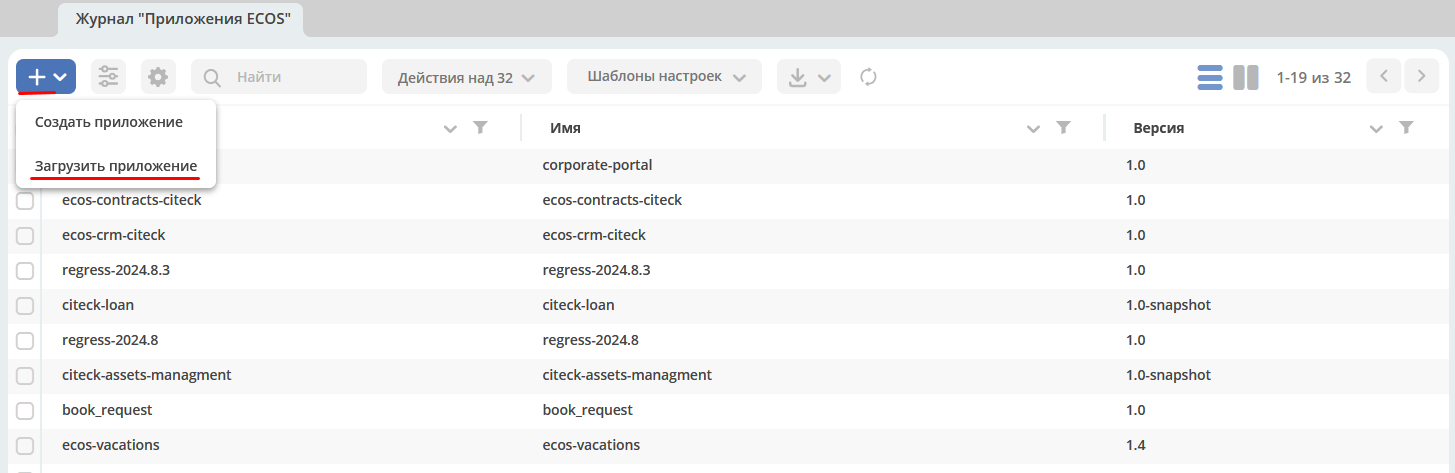 Журнал "Приложения ECOS"
Найти
Действия над 32
Шаблоны настроек
1-19 из 32
Создать приложение
Загрузить приложение
Имя
Версия
corporate-portal 1.0
ecos-contracts-citeck ecos-contracts-citeck 1.0
ecos-crm-citeck ecos-crm-citeck 1.0
regress-2024.8.3 regress-2024.8.3 1.0
citeck-loan citeck-loan 1.0-snapshot
regress-2024.8 regress-2024.8 1.0
citeck-assets-managment citeck-assets-managment 1.0-snapshot
book_request book_request 1.0
ecos-vacations ecos-vacations 1.4